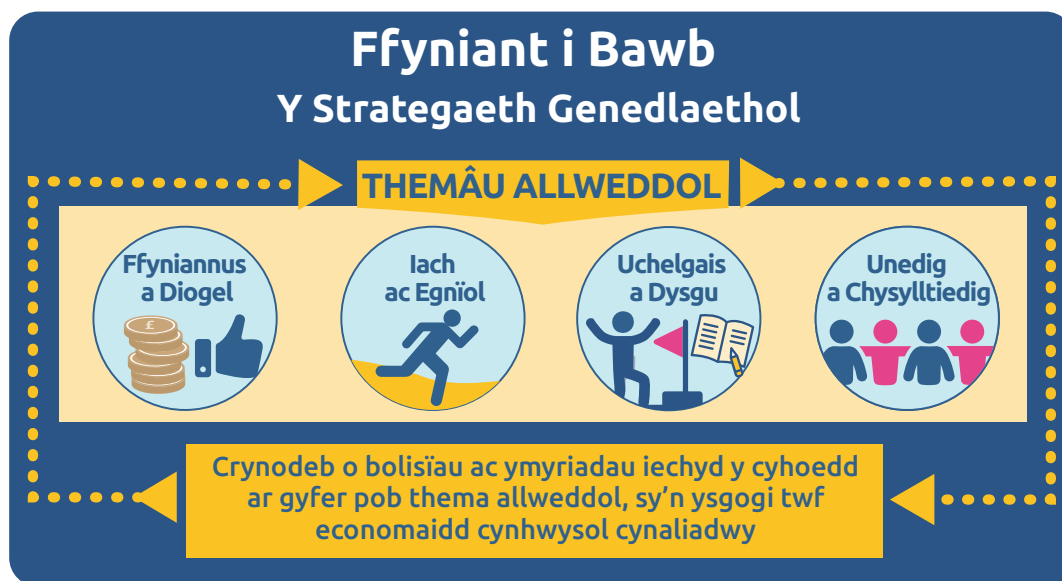 Ffyniant i Bawb
Y Strategaeth Genedlaethol
THEMÂU ALLWEDDOL
Ffyniannus
a Diogel
£
Iach
ac Egnïol
Uchelgais
a Dysgu
Unedig
a Chysylltiedig
Crynodeb o bolisïau ac ymyriadau iechyd y cyhoedd
ar gyfer pob thema allweddol, sy’n ysgogi twf
economaidd cynhwysol cynaliadwy